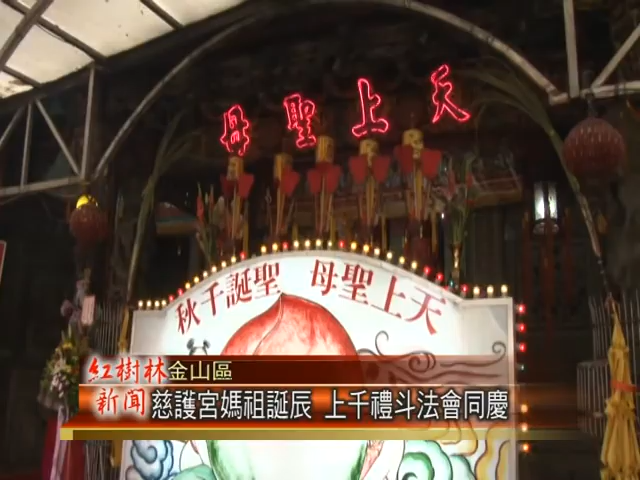 天上聖母
天上聖母 聖誕千秋
紅樹林 金山區
新聞 慈護宮媽祖誕辰 上千禮斗法會同慶